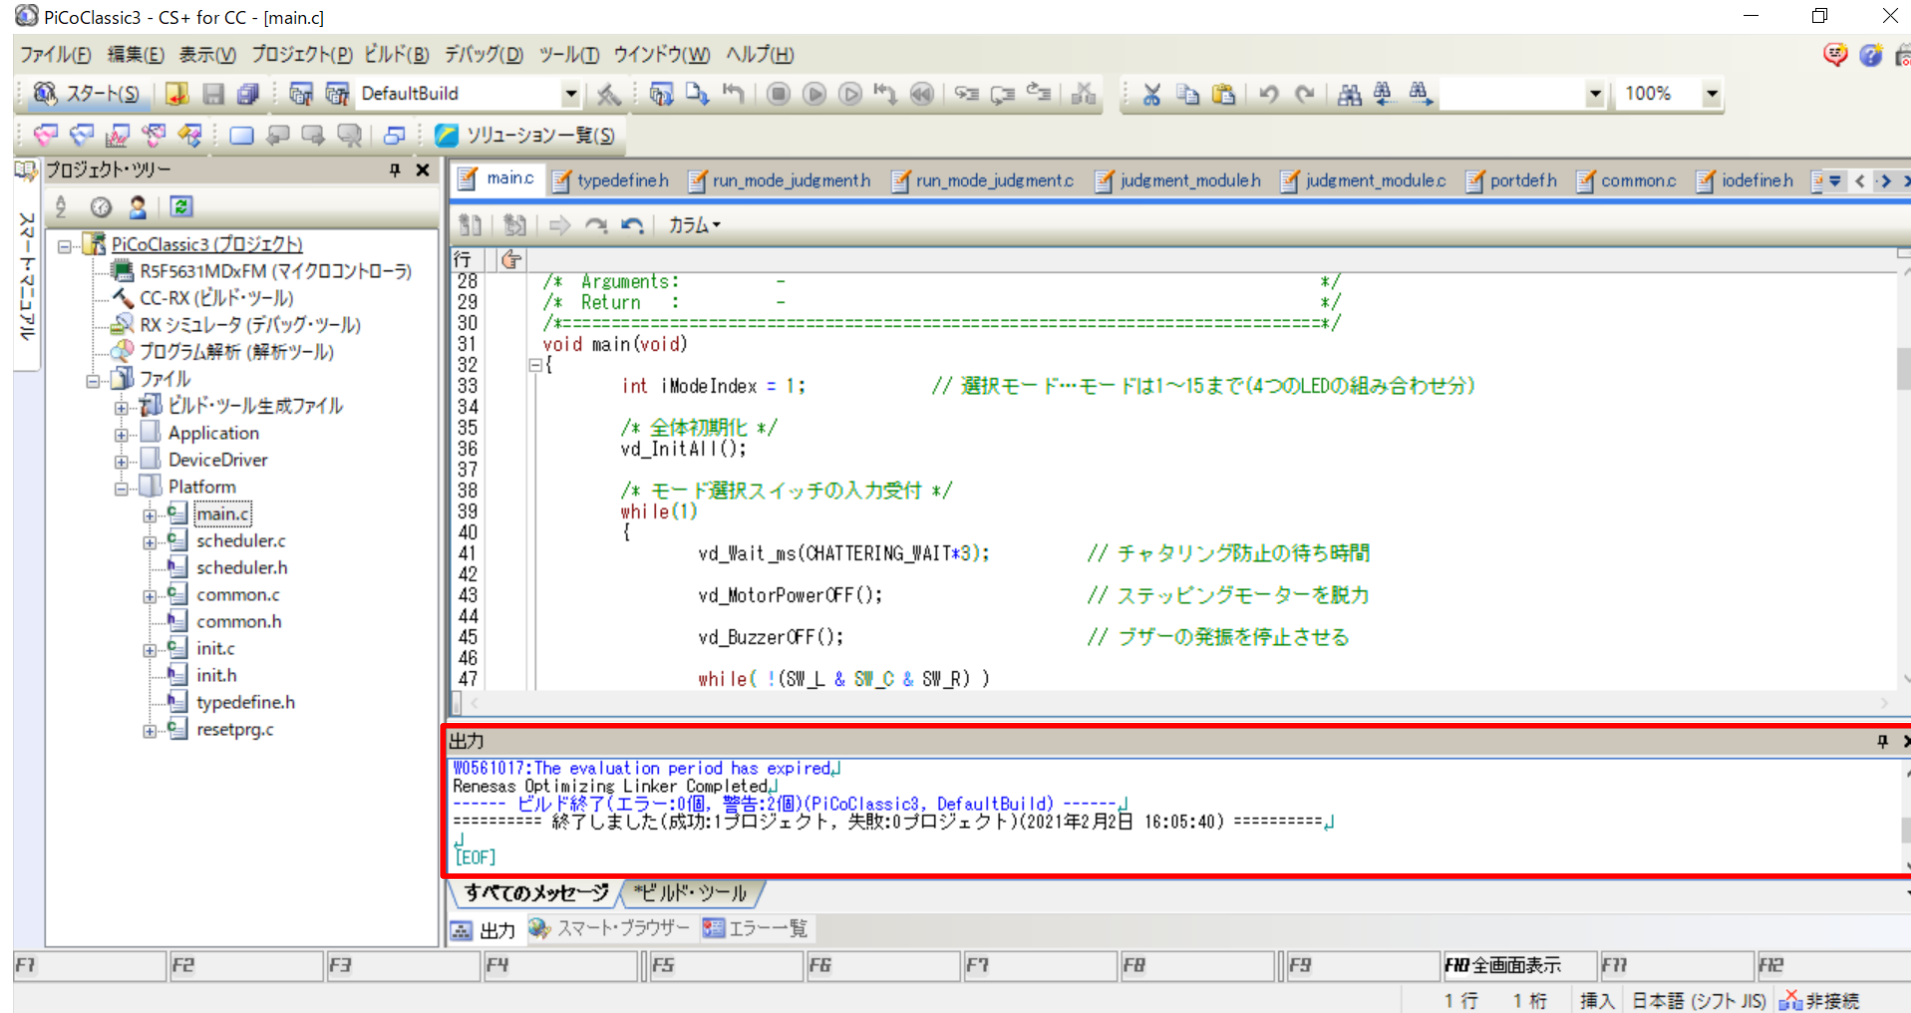 PiCoClassic3 - CS+ for CC - [main.c]
ファイル(F) 編集(E) 表示(V) プロジェクト(P) ビルド(B) デバッグ(D) ツール(T) ウインドウ(W) ヘルプ(H)
スタート(S) DefaultBuild 100%
ソリューション一覧(S)
プロジェクト・ツリー
スマート・マニュアル
PiCoClassic3 (プロジェクト)
R5F5631MDxFM (マイクロコントローラ)
CC-RX (ビルド・ツール)
RX シミュレータ (デバッグ・ツール)
プログラム解析 (解析ツール)
ファイル
ビルド・ツール生成ファイル
Application
DeviceDriver
Platform
main.c
scheduler.c
scheduler.h
common.c
common.h
init.c
init.h
typedefine.h
resetprg.c
main.c typedefine.h run_mode_judgment.h run_mode_judgment.c judgment_module.h judgment_module.c portdef.h common.c iodefine.h
カラム
行
28 /* Arguments: - */
29 /* Return : - */
30 /*==============================================================================*/
31 void main(void)
32 {
33 int iModeIndex = 1; // 選択モード…モードは1～15まで(4つのLEDの組み合わせ分)
34
35 /* 全体初期化 */
36 vd_InitAll();
37
38 /* モード選択スイッチの入力受付 */
39 while(1)
40 {
41 vd_Wait_ms(CHATTERING_WAIT*3); // チャタリング防止の待ち時間
42
43 vd_MotorPowerOFF(); // ステッピングモーターを脱力
44
45 vd_BuzzerOFF(); // ブザーの発振を停止させる
46
47 while( !(SW_L & SW_C & SW_R) )
出力
W0561017:The evaluation period has expired↓
Renesas Optimizing Linker Completed↓
------ ビルド終了(エラー:0個, 警告:2個)(PiCoClassic3, DefaultBuild) ------↓
========== 終了しました(成功:1プロジェクト, 失敗:0プロジェクト)(2021年2月2日 16:05:40) ==========↓
↓
[EOF]
すべてのメッセージ *ビルド・ツール
出力 スマート・ブラウザー エラー一覧
F1 F2 F3 F4 F5 F6 F7 F8 F9 F10 全画面表示 F11 F12
1 行 1 桁 挿入 日本語 (シフト JIS) 非接続